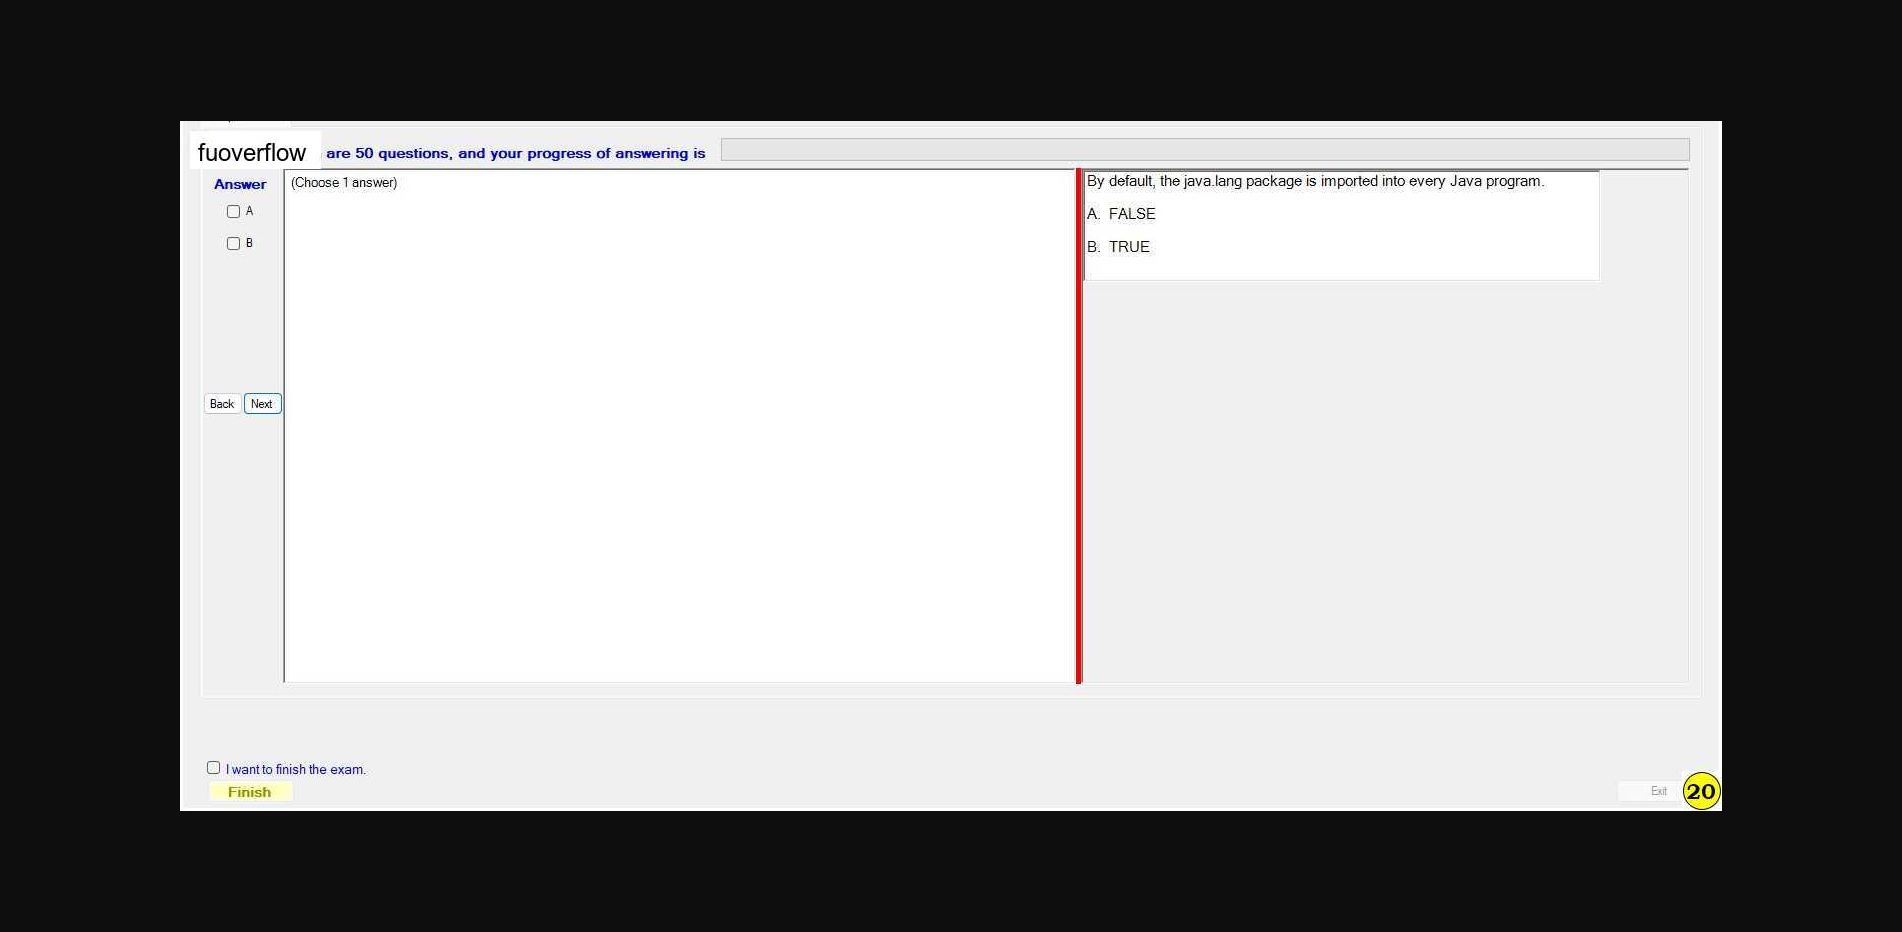 fuoverflow are 50 questions, and your progress of answering is
Answer
A
B
Back Next
(Choose 1 answer)
By default, the java.lang package is imported into every Java program.
A. FALSE
B. TRUE
I want to finish the exam.
Finish
Exit
20